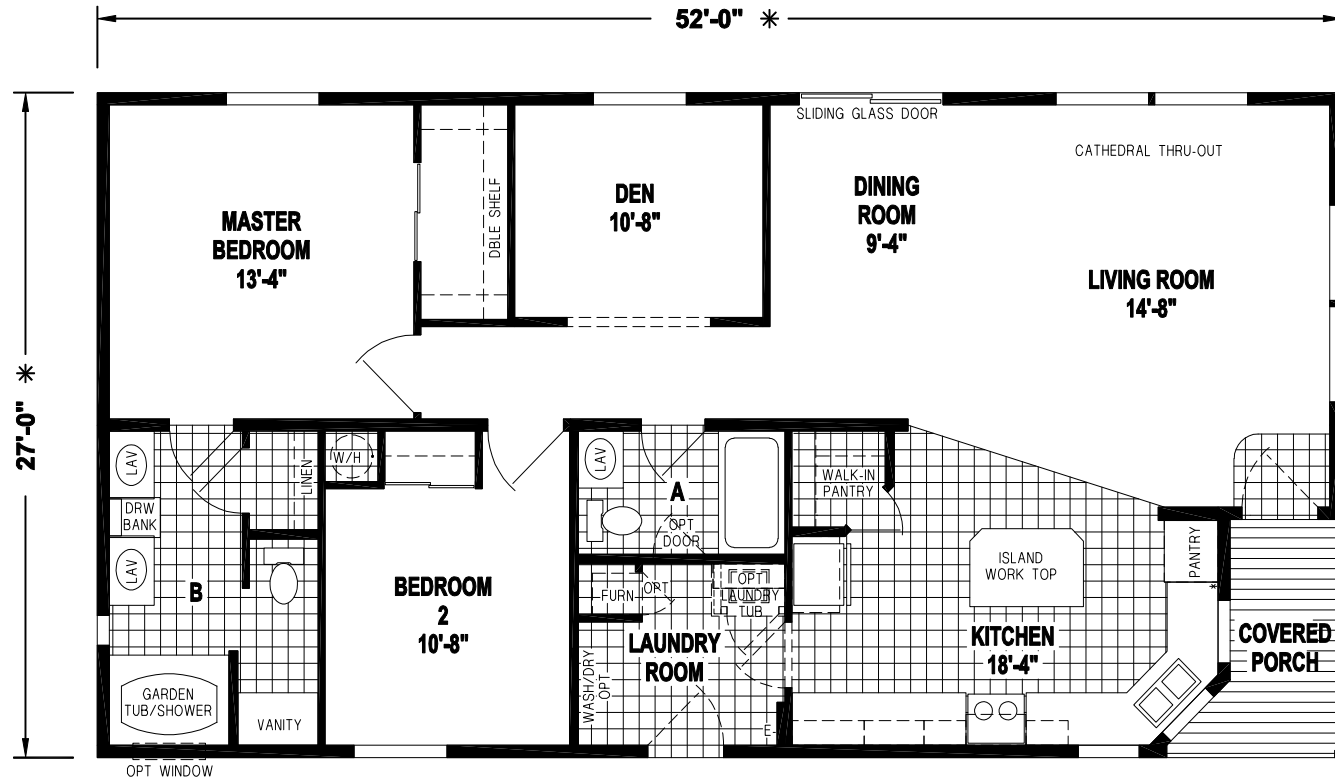 52'-0" ✳
27'-0" ✳
SLIDING GLASS DOOR
CATHEDRAL THRU-OUT
MASTER
BEDROOM
13'-4"
DBLE SHELF
DEN
10'-8"
DINING
ROOM
9'-4"
LIVING ROOM
14'-8"
LAV
DRW
BANK
LAV
B
LINEN
W/H
GARDEN
TUB/SHOWER
VANITY
OPT WINDOW
BEDROOM
2
10'-8"
LAV
A
OPT
DOOR
FURN
OPT
OPT
LAUNDRY
TUB
LAUNDRY
ROOM
WASH/DRY
OPT
E-
WALK-IN
PANTRY
ISLAND
WORK TOP
PANTRY
*
KITCHEN
18'-4"
COVERED
PORCH